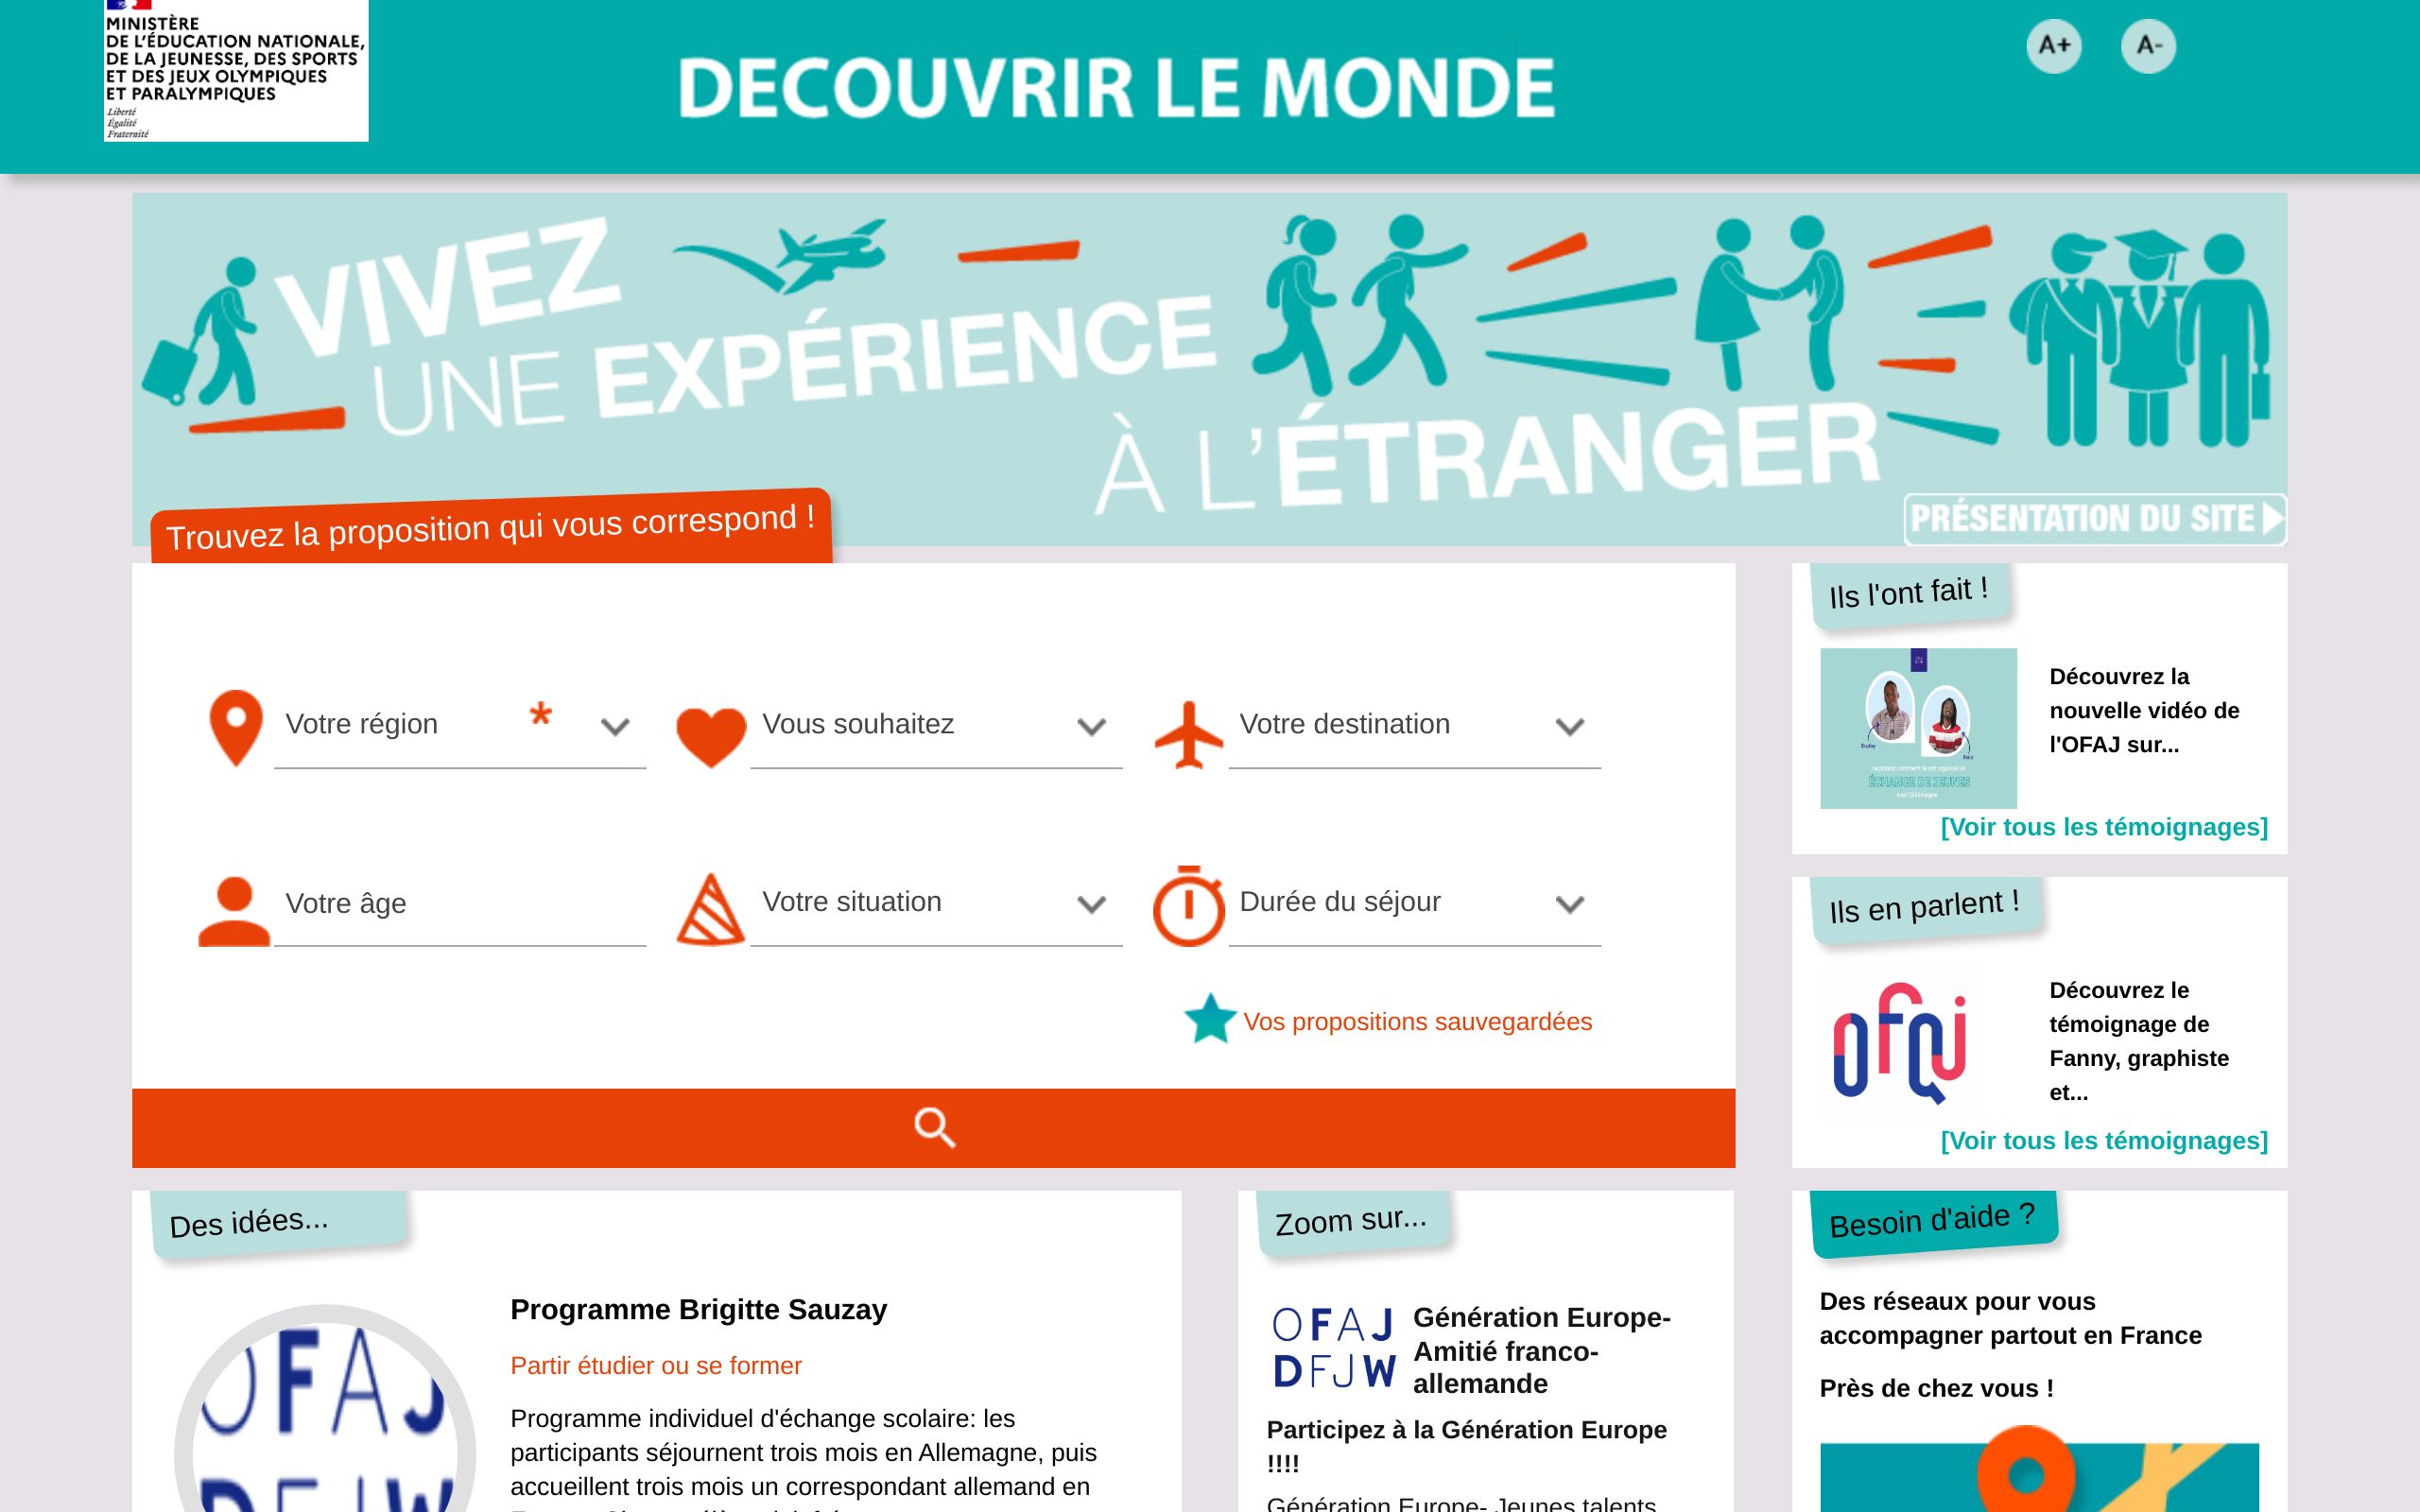 MINISTÈRE
DE L'ÉDUCATION NATIONALE,
DE LA JEUNESSE, DES SPORTS
ET DES JEUX OLYMPIQUES
ET PARALYMPIQUES
Liberté
Égalité
Fraternité
DECOUVRIR LE MONDE
A+ A-
VIVEZ
UNE EXPÉRIENCE
À L'ÉTRANGER
PRÉSENTATION DU SITE
Trouvez la proposition qui vous correspond !
Votre région *
Vous souhaitez
Votre destination
Votre âge
Votre situation
Durée du séjour
Vos propositions sauvegardées
Ils l'ont fait !
ÉCHANGE DE JEUNES
avec l'Allemagne
Découvrez la
nouvelle vidéo de
l'OFAJ sur...
[Voir tous les témoignages]
Ils en parlent !
ofaj
Découvrez le
témoignage de
Fanny, graphiste
et...
[Voir tous les témoignages]
Des idées...
OFAJ
DFJW
Programme Brigitte Sauzay
Partir étudier ou se former
Programme individuel d'échange scolaire: les
participants séjournent trois mois en Allemagne, puis
accueillent trois mois un correspondant allemand en
Zoom sur...
OFAJ
DFJW
Génération Europe-
Amitié franco-
allemande
Participez à la Génération Europe
!!!!
Génération Europe- Jeunes talents
Besoin d'aide ?
Des réseaux pour vous
accompagner partout en France
Près de chez vous !